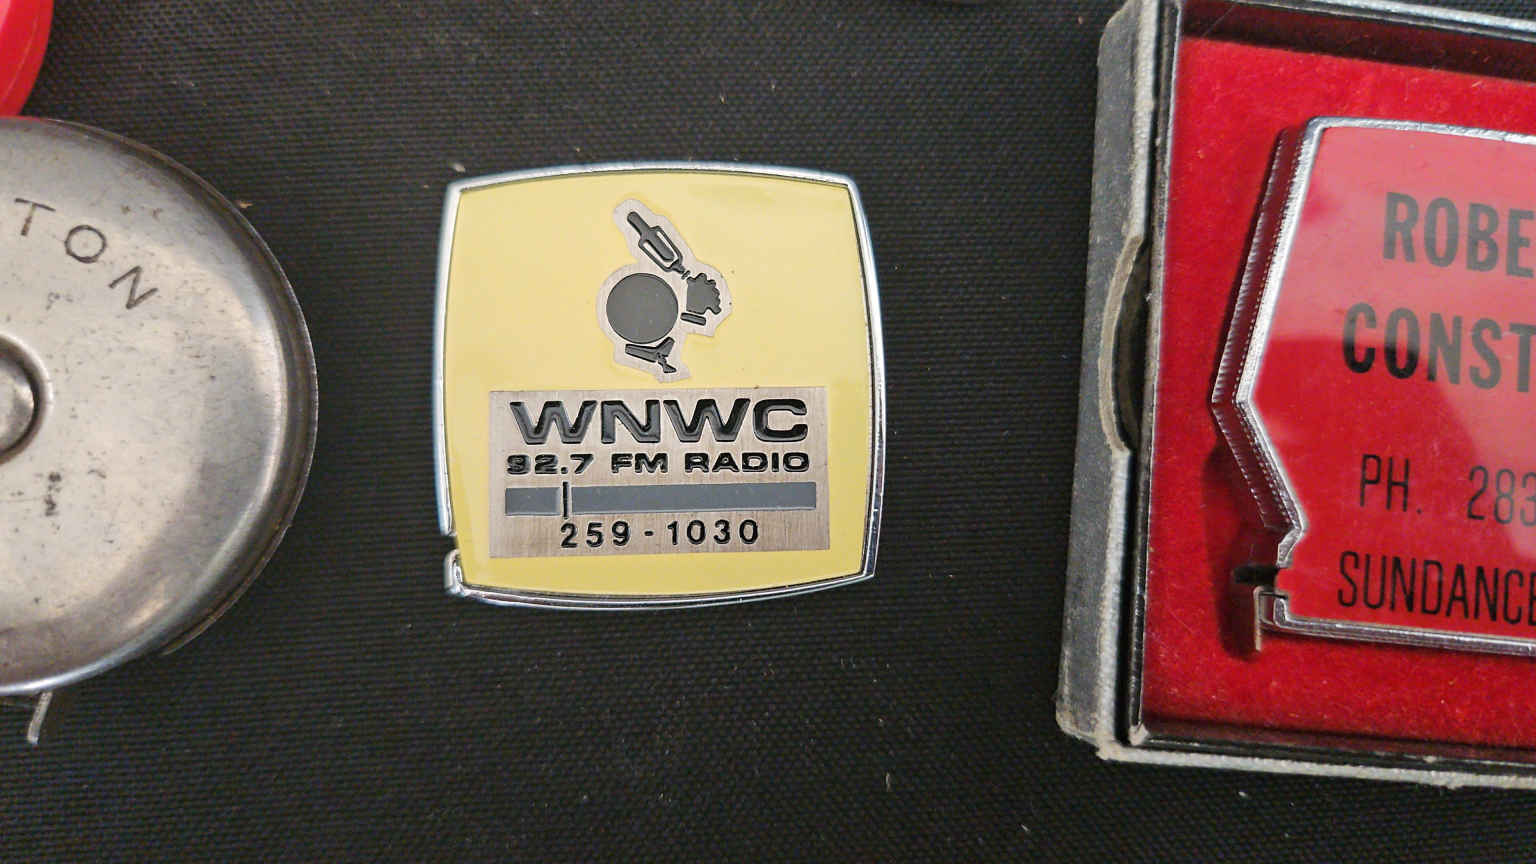 TON
WNWC
92.7 FM RADIO
259-1030
ROBE
CONST
PH. 283
SUNDANCE